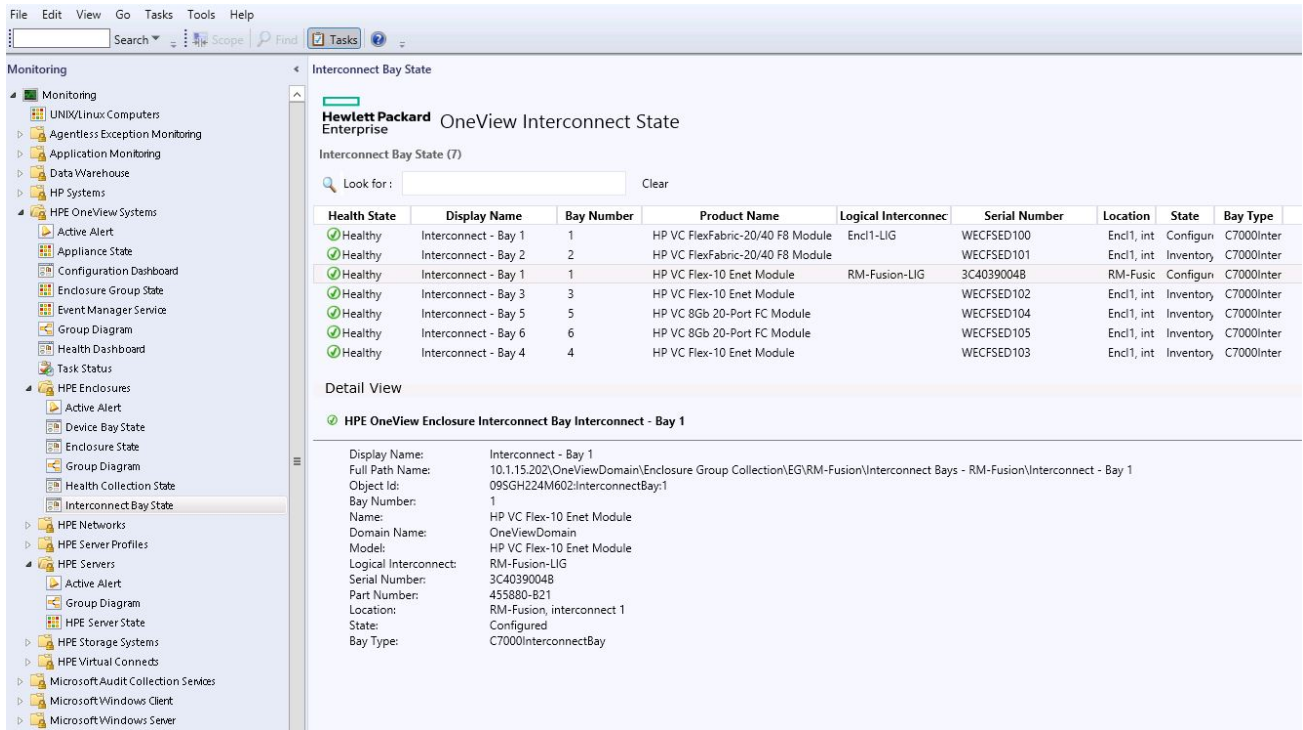 File Edit View Go Tasks Tools Help
Search Scope Find Tasks
Monitoring
Monitoring
UNIX/Linux Computers
Agentless Exception Monitoring
Application Monitoring
Data Warehouse
HP Systems
HPE OneView Systems
Active Alert
Appliance State
Configuration Dashboard
Enclosure Group State
Event Manager Service
Group Diagram
Health Dashboard
Task Status
HPE Enclosures
Active Alert
Device Bay State
Enclosure State
Group Diagram
Health Collection State
Interconnect Bay State
HPE Networks
HPE Server Profiles
HPE Servers
Active Alert
Group Diagram
HPE Server State
HPE Storage Systems
HPE Virtual Connects
Microsoft Audit Collection Services
Microsoft Windows Client
Microsoft Windows Server
Interconnect Bay State
Hewlett Packard
Enterprise
OneView Interconnect State
Interconnect Bay State (7)
Look for : Clear
Health State Display Name Bay Number Product Name Logical Interconnec Serial Number Location State Bay Type
Healthy Interconnect - Bay 1 1 HP VC FlexFabric-20/40 F8 Module Encl1-LIG WECFSED100 Encl1, int Configur C7000Inter
Healthy Interconnect - Bay 2 2 HP VC FlexFabric-20/40 F8 Module WECFSED101 Encl1, int Inventory C7000Inter
Healthy Interconnect - Bay 1 1 HP VC Flex-10 Enet Module RM-Fusion-LIG 3C4039004B RM-Fusic Configur C7000Inter
Healthy Interconnect - Bay 3 3 HP VC Flex-10 Enet Module WECFSED102 Encl1, int Inventory C7000Inter
Healthy Interconnect - Bay 5 5 HP VC 8Gb 20-Port FC Module WECFSED104 Encl1, int Inventory C7000Inter
Healthy Interconnect - Bay 6 6 HP VC 8Gb 20-Port FC Module WECFSED105 Encl1, int Inventory C7000Inter
Healthy Interconnect - Bay 4 4 HP VC Flex-10 Enet Module WECFSED103 Encl1, int Inventory C7000Inter
Detail View
HPE OneView Enclosure Interconnect Bay Interconnect - Bay 1
Display Name: Interconnect - Bay 1
Full Path Name: 10.1.15.202\OneViewDomain\Enclosure Group Collection\EG\RM-Fusion\Interconnect Bays - RM-Fusion\Interconnect - Bay 1
Object Id: 09SGH224M602:InterconnectBay:1
Bay Number: 1
Name: HP VC Flex-10 Enet Module
Domain Name: OneViewDomain
Model: HP VC Flex-10 Enet Module
Logical Interconnect: RM-Fusion-LIG
Serial Number: 3C4039004B
Part Number: 455880-B21
Location: RM-Fusion, interconnect 1
State: Configured
Bay Type: C7000InterconnectBay